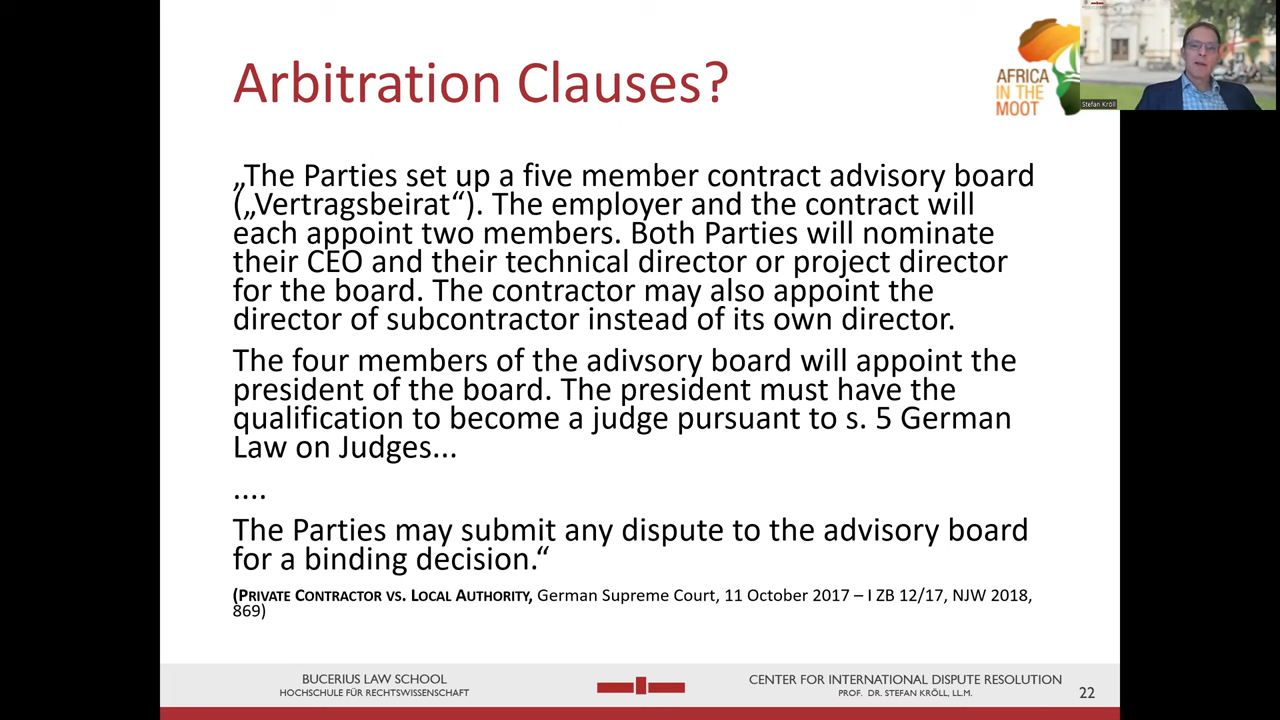 Arbitration Clauses?
AFRICA
IN THE
MOOT
Stefan Kröll
„The Parties set up a five member contract advisory board
(„Vertragsbeirat“). The employer and the contract will
each appoint two members. Both Parties will nominate
their CEO and their technical director or project director
for the board. The contractor may also appoint the
director of subcontractor instead of its own director.
The four members of the adivsory board will appoint the
president of the board. The president must have the
qualification to become a judge pursuant to s. 5 German
Law on Judges...
....
The Parties may submit any dispute to the advisory board
for a binding decision.“
(PRIVATE CONTRACTOR VS. LOCAL AUTHORITY, German Supreme Court, 11 October 2017 – I ZB 12/17, NJW 2018,
869)
BUCERIUS LAW SCHOOL
HOCHSCHULE FÜR RECHTSWISSENSCHAFT
CENTER FOR INTERNATIONAL DISPUTE RESOLUTION
PROF. DR. STEFAN KRÖLL, LL.M.
22